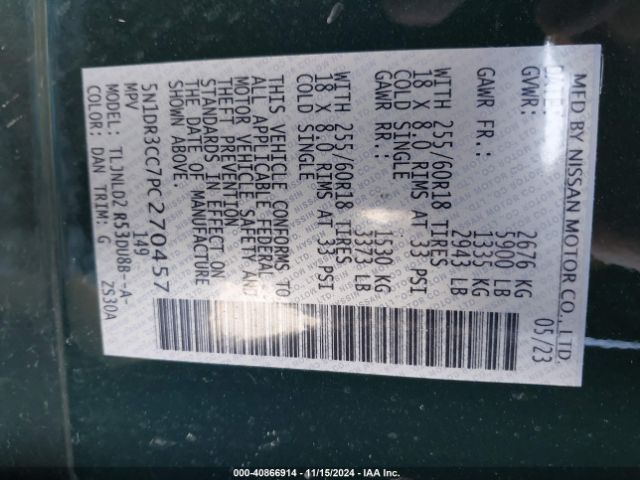 MFD BY NISSAN MOTOR CO., LTD.
DATE: 05/23
GVWR: 2676 KG
5900 LB
GAWR FR.: 1335 KG
2943 LB
WITH 255/60R18 TIRES
18 X 8.0 RIMS AT 33 PSI
COLD SINGLE
GAWR RR.: 1530 KG
3373 LB
WITH 255/60R18 TIRES
18 X 8.0 RIMS AT 33 PSI
COLD SINGLE
THIS VEHICLE CONFORMS TO
ALL APPLICABLE FEDERAL
MOTOR VEHICLE SAFETY AND
THEFT PREVENTION
STANDARDS IN EFFECT ON
THE DATE OF MANUFACTURE
SHOWN ABOVE:
5N1DR3CC7PC270457
MPV 149
MODEL: TLJNLDZ R53DU8B--A-
COLOR: DAN TRIM: G ZS30A
000-40866914 - 11/15/2024 - IAA Inc.